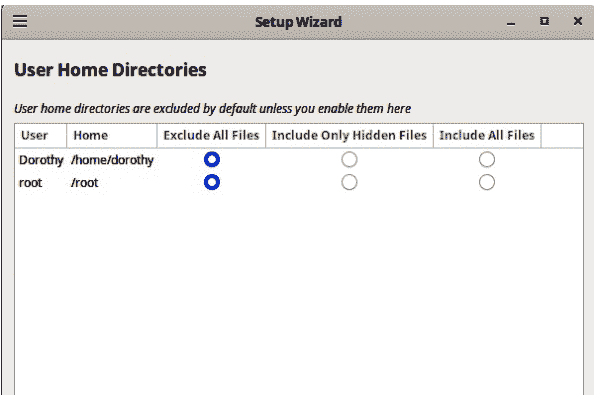 Setup Wizard
User Home Directories
User home directories are excluded by default unless you enable them here
User Home Exclude All Files Include Only Hidden Files Include All Files
Dorothy /home/dorothy
root /root